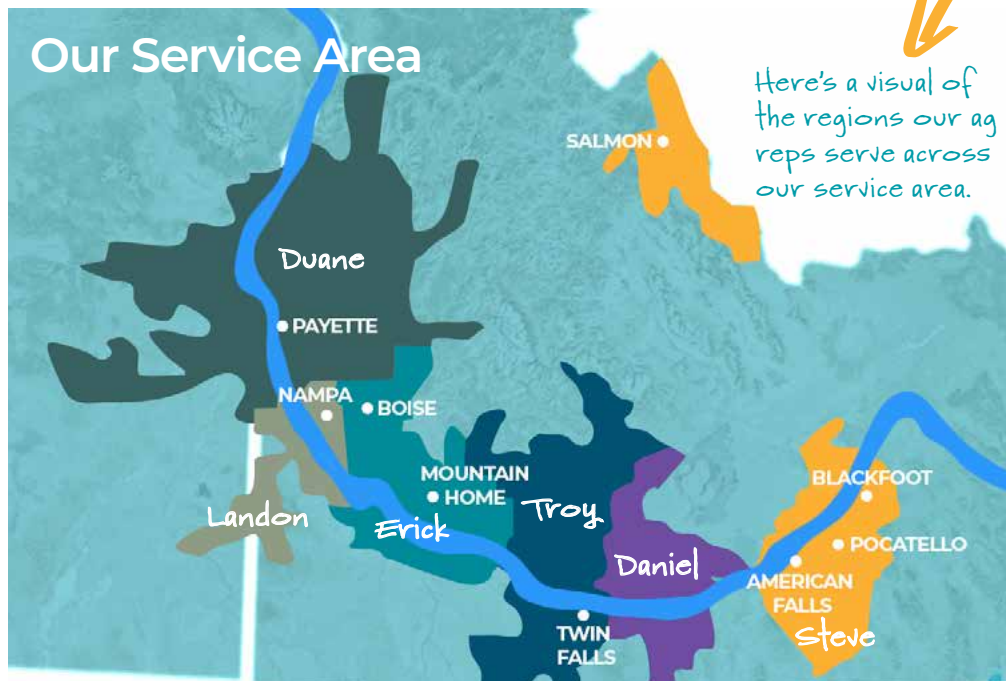 Our Service Area
Here's a visual of
the regions our ag
reps serve across
our service area.
SALMON
Duane
PAYETTE
NAMPA
BOISE
MOUNTAIN
HOME
BLACKFOOT
Landon
Erick
Troy
Daniel
POCATELLO
AMERICAN
FALLS
Steve
TWIN
FALLS